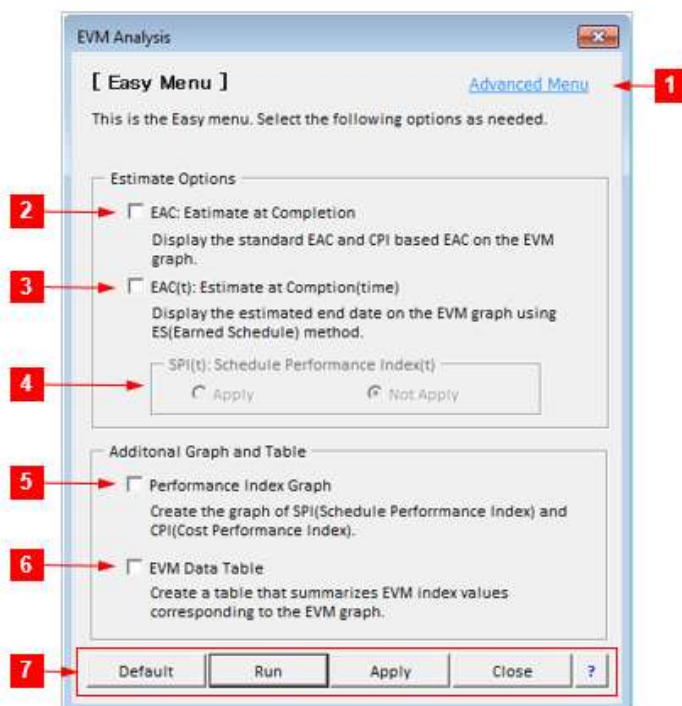 EVM Analysis
[ Easy Menu ]
Advanced Menu
1
This is the Easy menu. Select the following options as needed.
Estimate Options
2
EAC: Eatimate at Completion
Display the standard EAC and CPI based EAC on the EVM
graph.
3
EAC(t): Estimate at Comption(time)
Display the estimated end date on the EVM graph using
ES(Earned Schedule) method.
SPI(t): Schedule Performance Index(t)
4
Apply
Not Apply
Additonal Graph and Table
5
Performance Index Graph
Create the graph of SPI(Schedule Perforrmance Index) and
CPI(Cost Performance Index).
6
EVM Data Table
Create a table that summarizes EVM index values
corresponding to the EVM graph.
7
Default
Run
Apply
Close
?